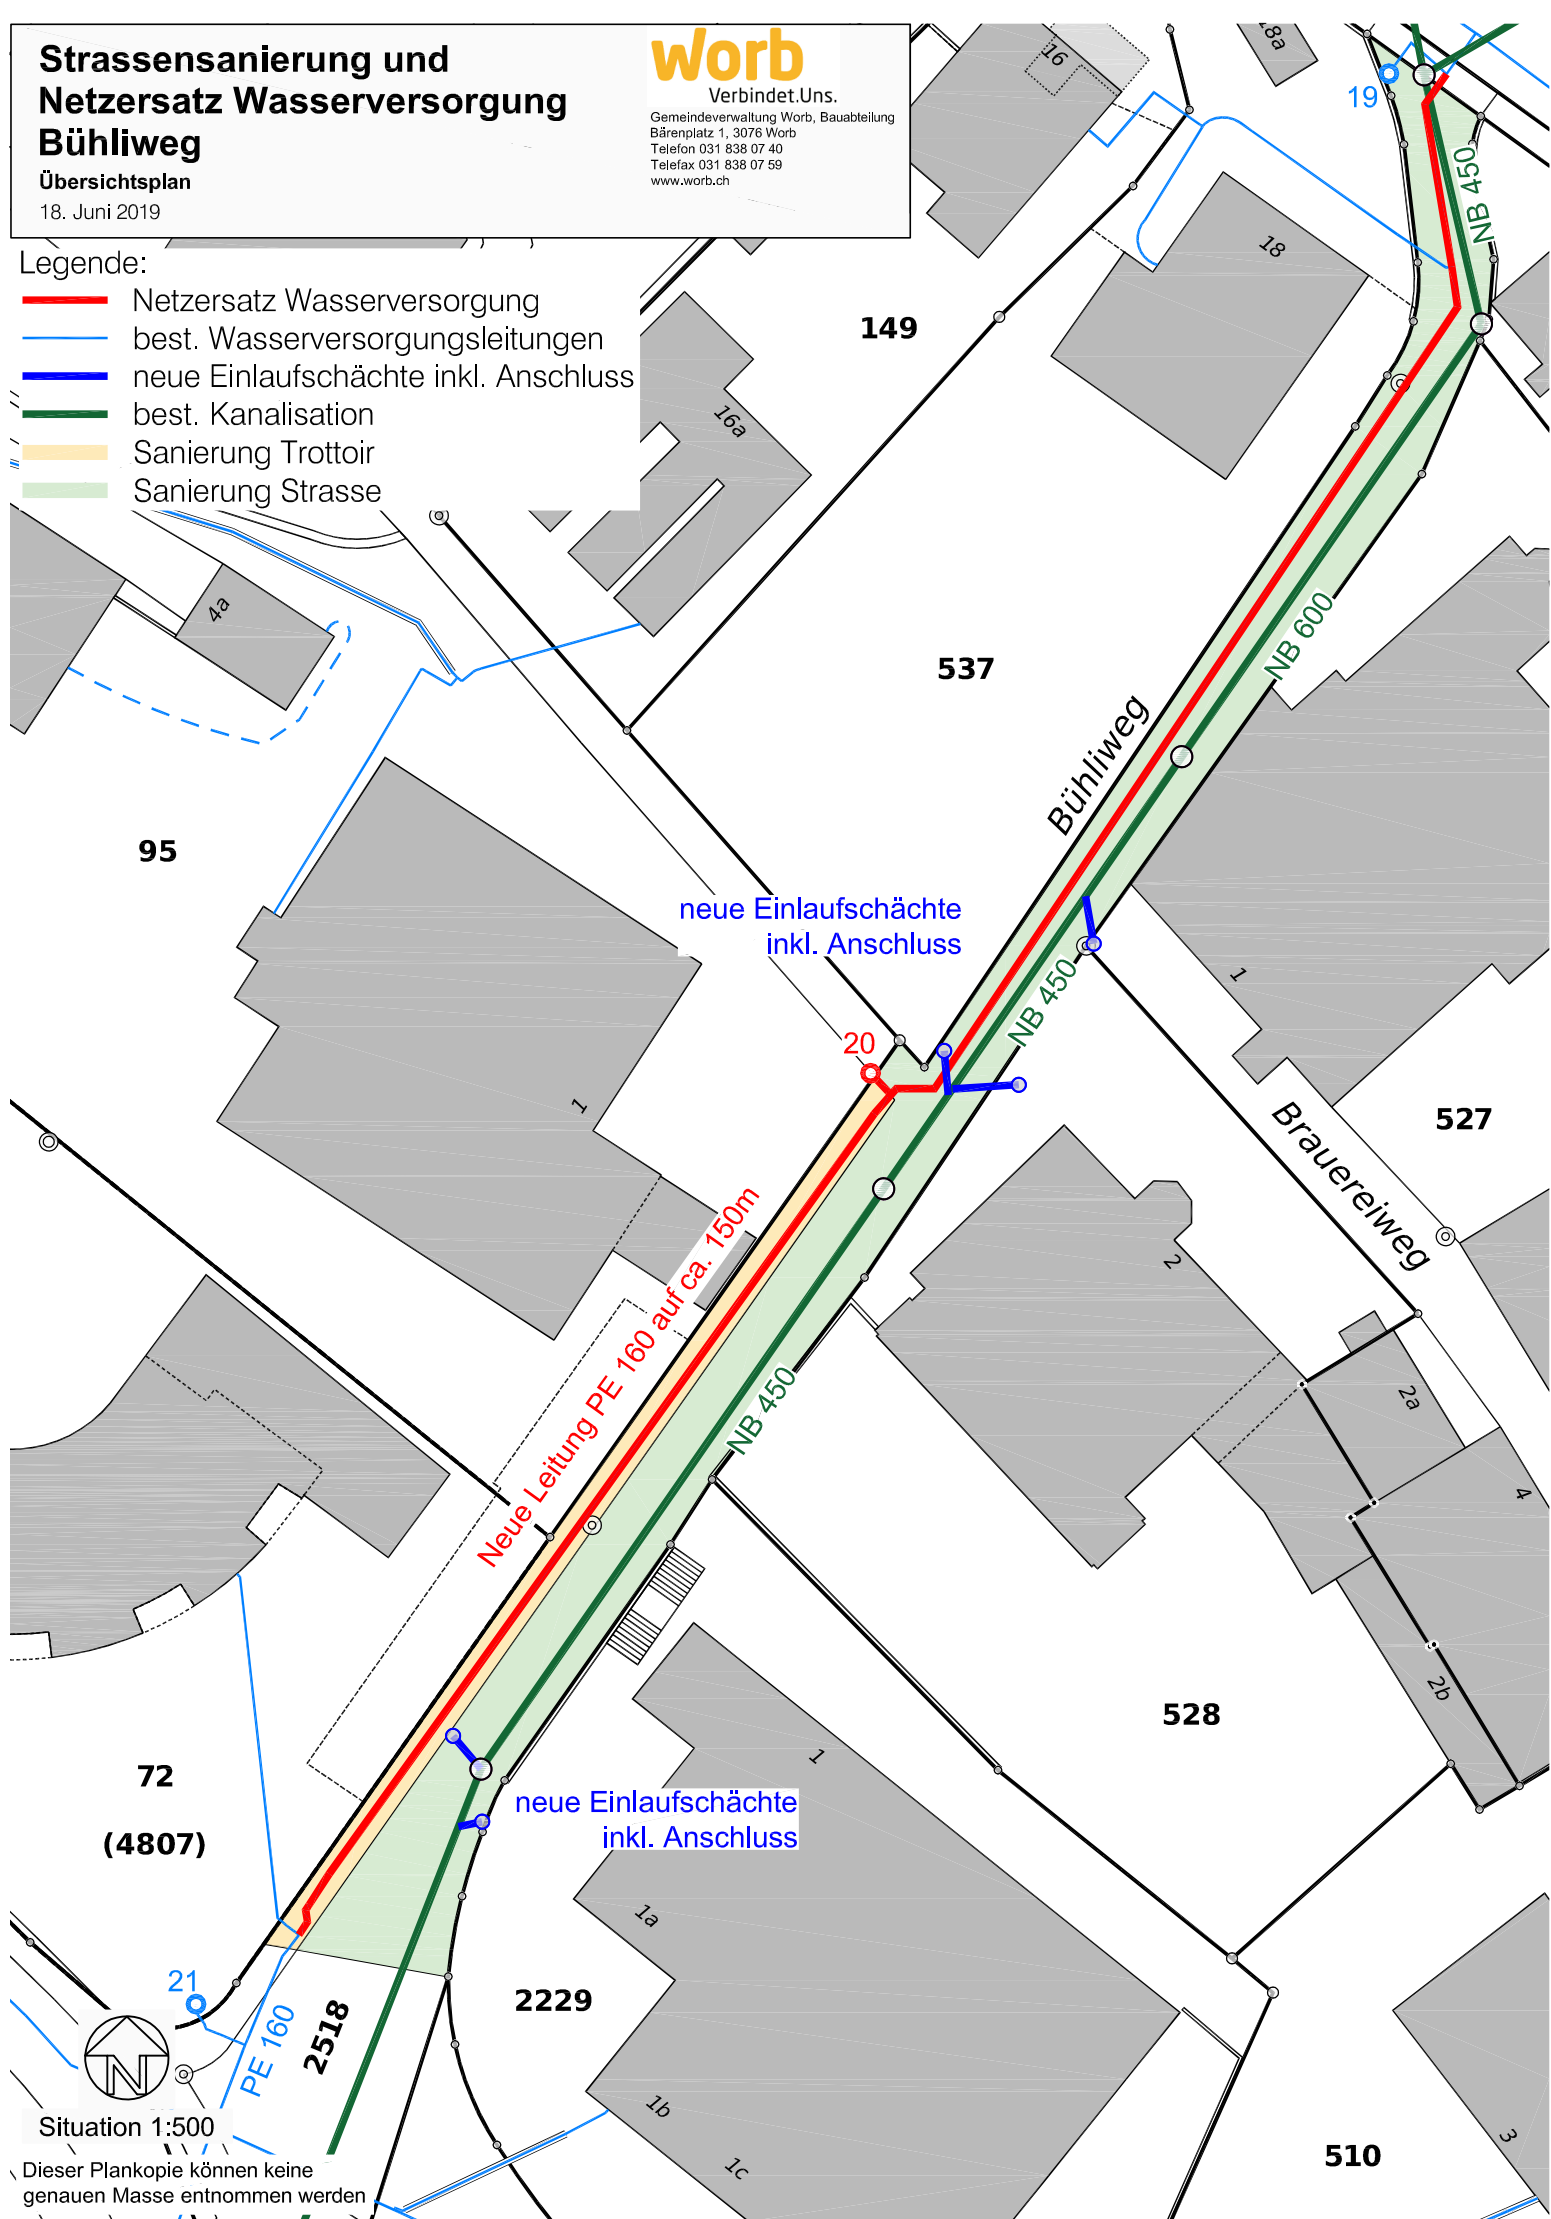 Strassensanierung und
Netzersatz Wasserversorgung
Bühliweg
Übersichtsplan
18. Juni 2019
worb
Verbindet.Uns.
Gemeindeverwaltung Worb, Bauabteilung
Bärenplatz 1, 3076 Worb
Telefon 031 838 07 40
Telefax 031 838 07 59
www.worb.ch
Legende:
Netzersatz Wasserversorgung
best. Wasserversorgungsleitungen
neue Einlaufschächte inkl. Anschluss
best. Kanalisation
Sanierung Trottoir
Sanierung Strasse
16
28a
19
NB 450
18
149
16a
4a
NB 600
537
Bühliweg
95
neue Einlaufschächte
inkl. Anschluss
1
NB 450
20
1
527
Brauereiweg
Neue Leitung PE 160 auf ca. 150m
2
NB 450
2a
4
2b
528
1
72
(4807)
neue Einlaufschächte
inkl. Anschluss
1a
21
PE 160
2518
2229
N
1b
1c
3
510
Situation 1:500
Dieser Plankopie können keine
genauen Masse entnommen werden